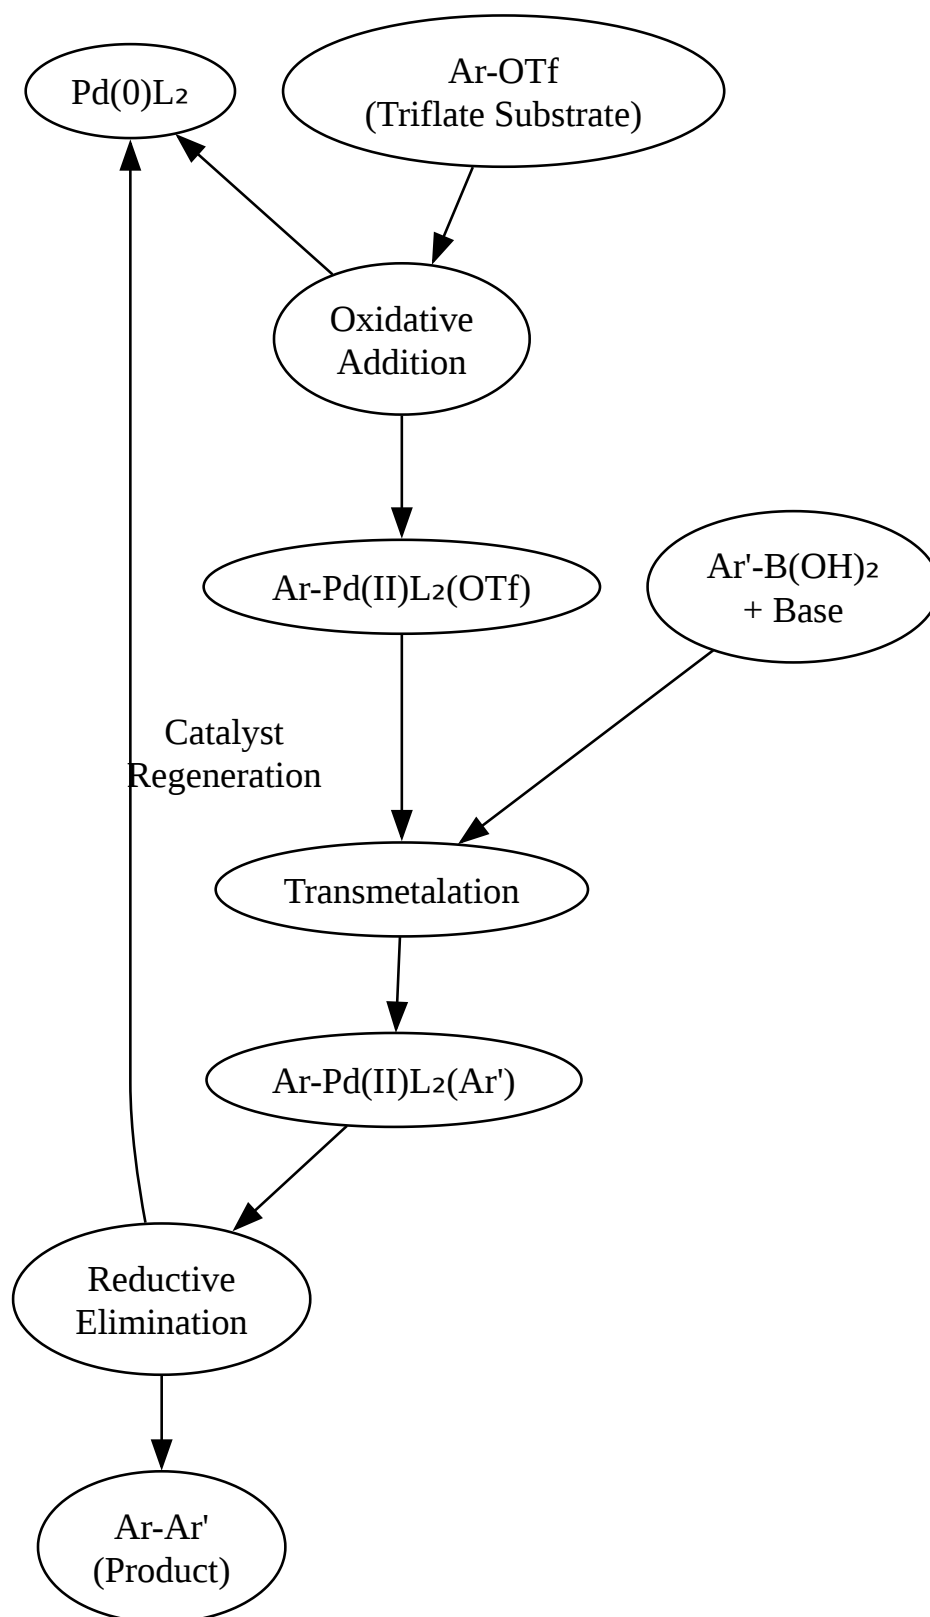 Pd(0)L₂
Ar-OTf
(Triflate Substrate)
Oxidative
Addition
Ar-Pd(II)L₂(OTf)
Ar'-B(OH)₂
+ Base
Catalyst
Regeneration
Transmetalation
Ar-Pd(II)L₂(Ar')
Reductive
Elimination
Ar-Ar'
(Product)